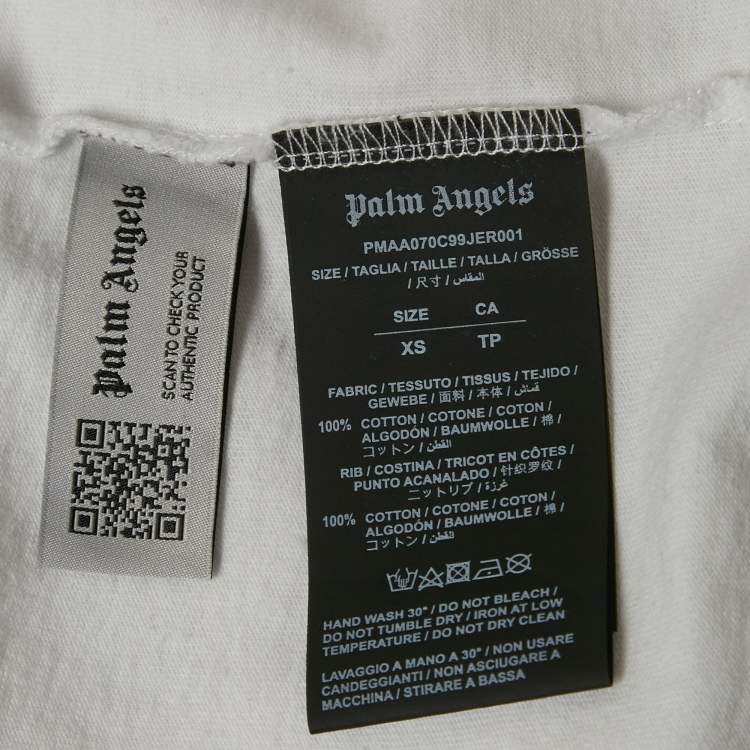 Palm Angels
SCAN TO CHECK YOUR
AUTHENTIC PRODUCT
Palm Angels
PMAA070C99JER001
SIZE / TAGLIA / TAILLE / TALLA / GRÖSSE
/ 尺寸 / المقاس /
SIZE CA
XS TP
FABRIC / TESSUTO / TISSUS / TEJIDO /
GEWEBE / 面料 / 本体 / قماش /
100% COTTON / COTONE / COTON /
ALGODÓN / BAUMWOLLE / 棉 /
コットン / القطن /
RIB / COSTINA / TRICOT EN CÔTES /
PUNTO ACANALADO / 针织罗纹 /
ニットリブ / غرزة /
100% COTTON / COTONE / COTON /
ALGODÓN / BAUMWOLLE / 棉 /
コットン / القطن /
HAND WASH 30° / DO NOT BLEACH /
DO NOT TUMBLE DRY / IRON AT LOW
TEMPERATURE / DO NOT DRY CLEAN
LAVAGGIO A MANO A 30° / NON USARE
CANDEGGIANTI / NON ASCIUGARE A
MACCHINA / STIRARE A BASSA